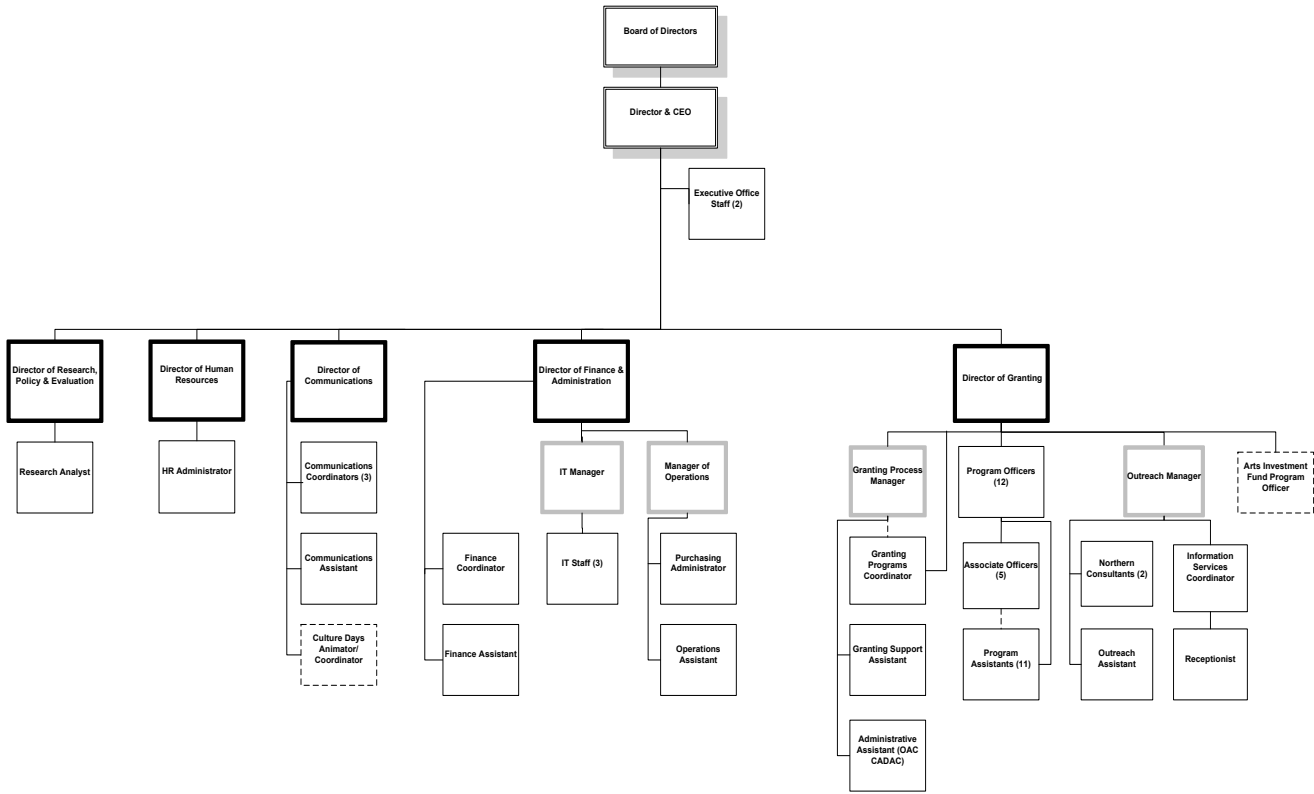 Board of Directors
Director & CEO
Executive Office
Staff (2)
Director of Research,
Policy & Evaluation
Director of Human
Resources
Director of
Communications
Director of Finance &
Administration
Director of Granting
Research Analyst
HR Administrator
Communications
Coordinators (3)
IT Manager
Manager of
Operations
Granting Process
Manager
Program Officers
(12)
Outreach Manager
Arts Investment
Fund Program
Officer
Communications
Assistant
Finance
Coordinator
IT Staff (3)
Purchasing
Administrator
Granting
Programs
Coordinator
Associate Officers
(5)
Northern
Consultants (2)
Information
Services
Coordinator
Culture Days
Animator/
Coordinator
Finance Assistant
Operations
Assistant
Granting Support
Assistant
Program
Assistants (11)
Outreach
Assistant
Receptionist
Administrative
Assistant (OAC
CADAC)